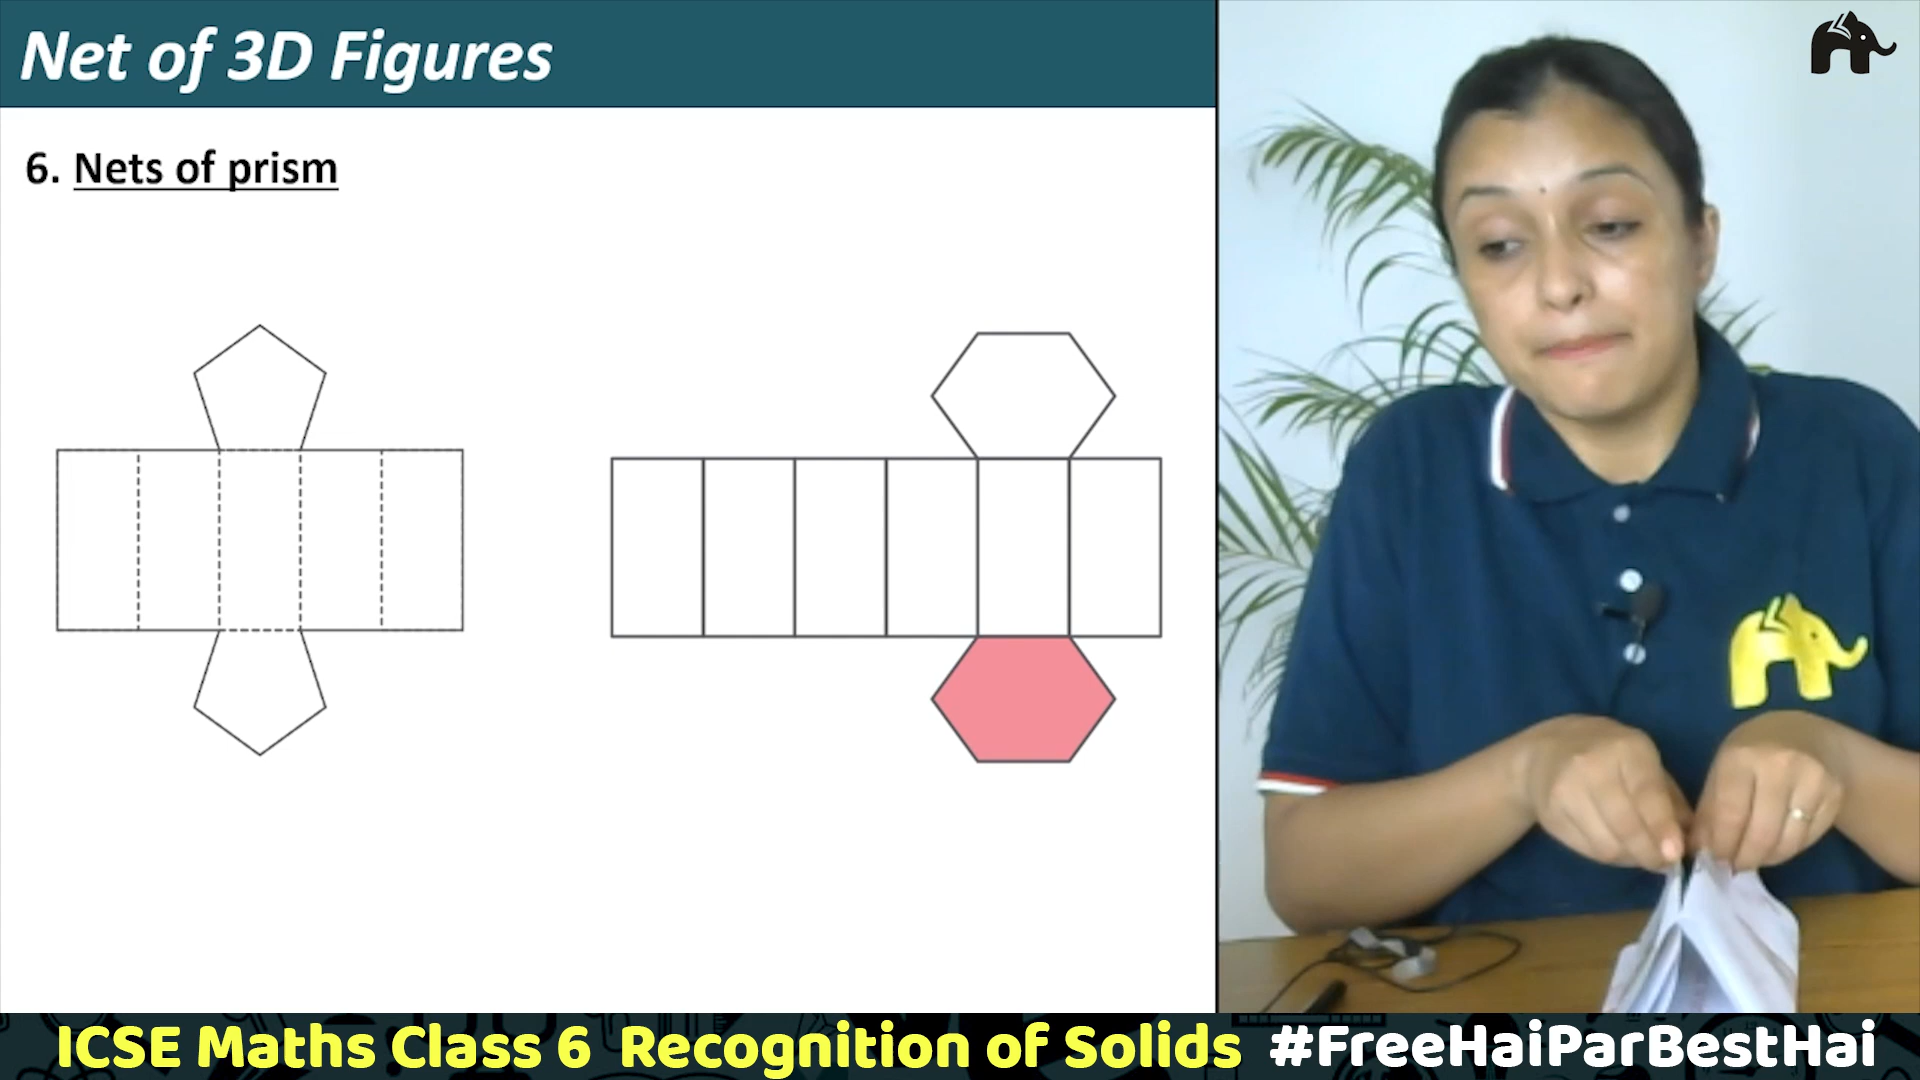 Net of 3D Figures
6. Nets of prism
ICSE Maths Class 6 Recognition of Solids #FreeHaiParBestHai